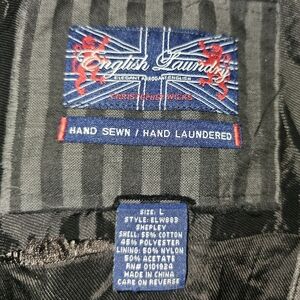 English Laundry
CHRISTOPHER WICKS
HAND SEWN / HAND LAUNDERED
SIZE: L
STYLE: ELW883
SHEPLEY
SHELL: 55% COTTON
45% POLYESTER
LINING: 50% NYLON
50% ACETATE
RN# 0101924
MADE IN CHINA
CARE ON REVERSE